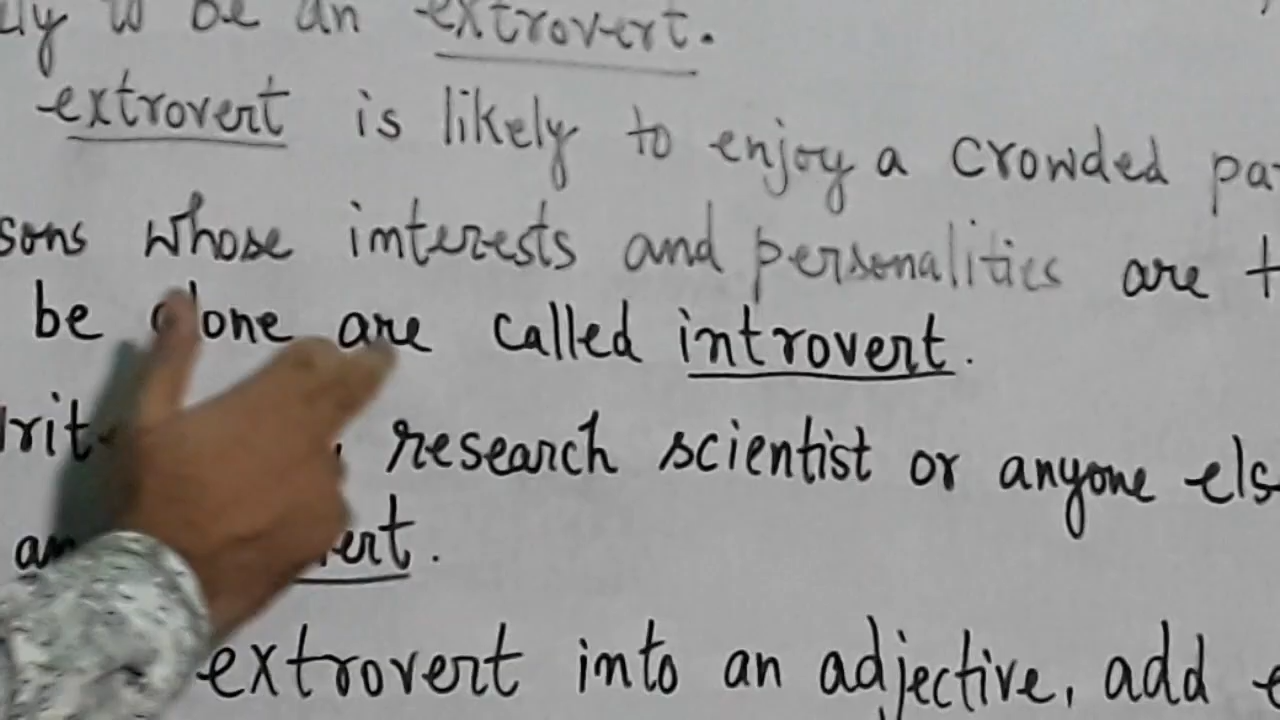 to be an extrovert.
extrovert is likely to enjoy a crowded pa
sons whose interests and personalities are t
be alone are called introvert.
research scientist or anyone els
an ert.
extrovert into an adjective, add e